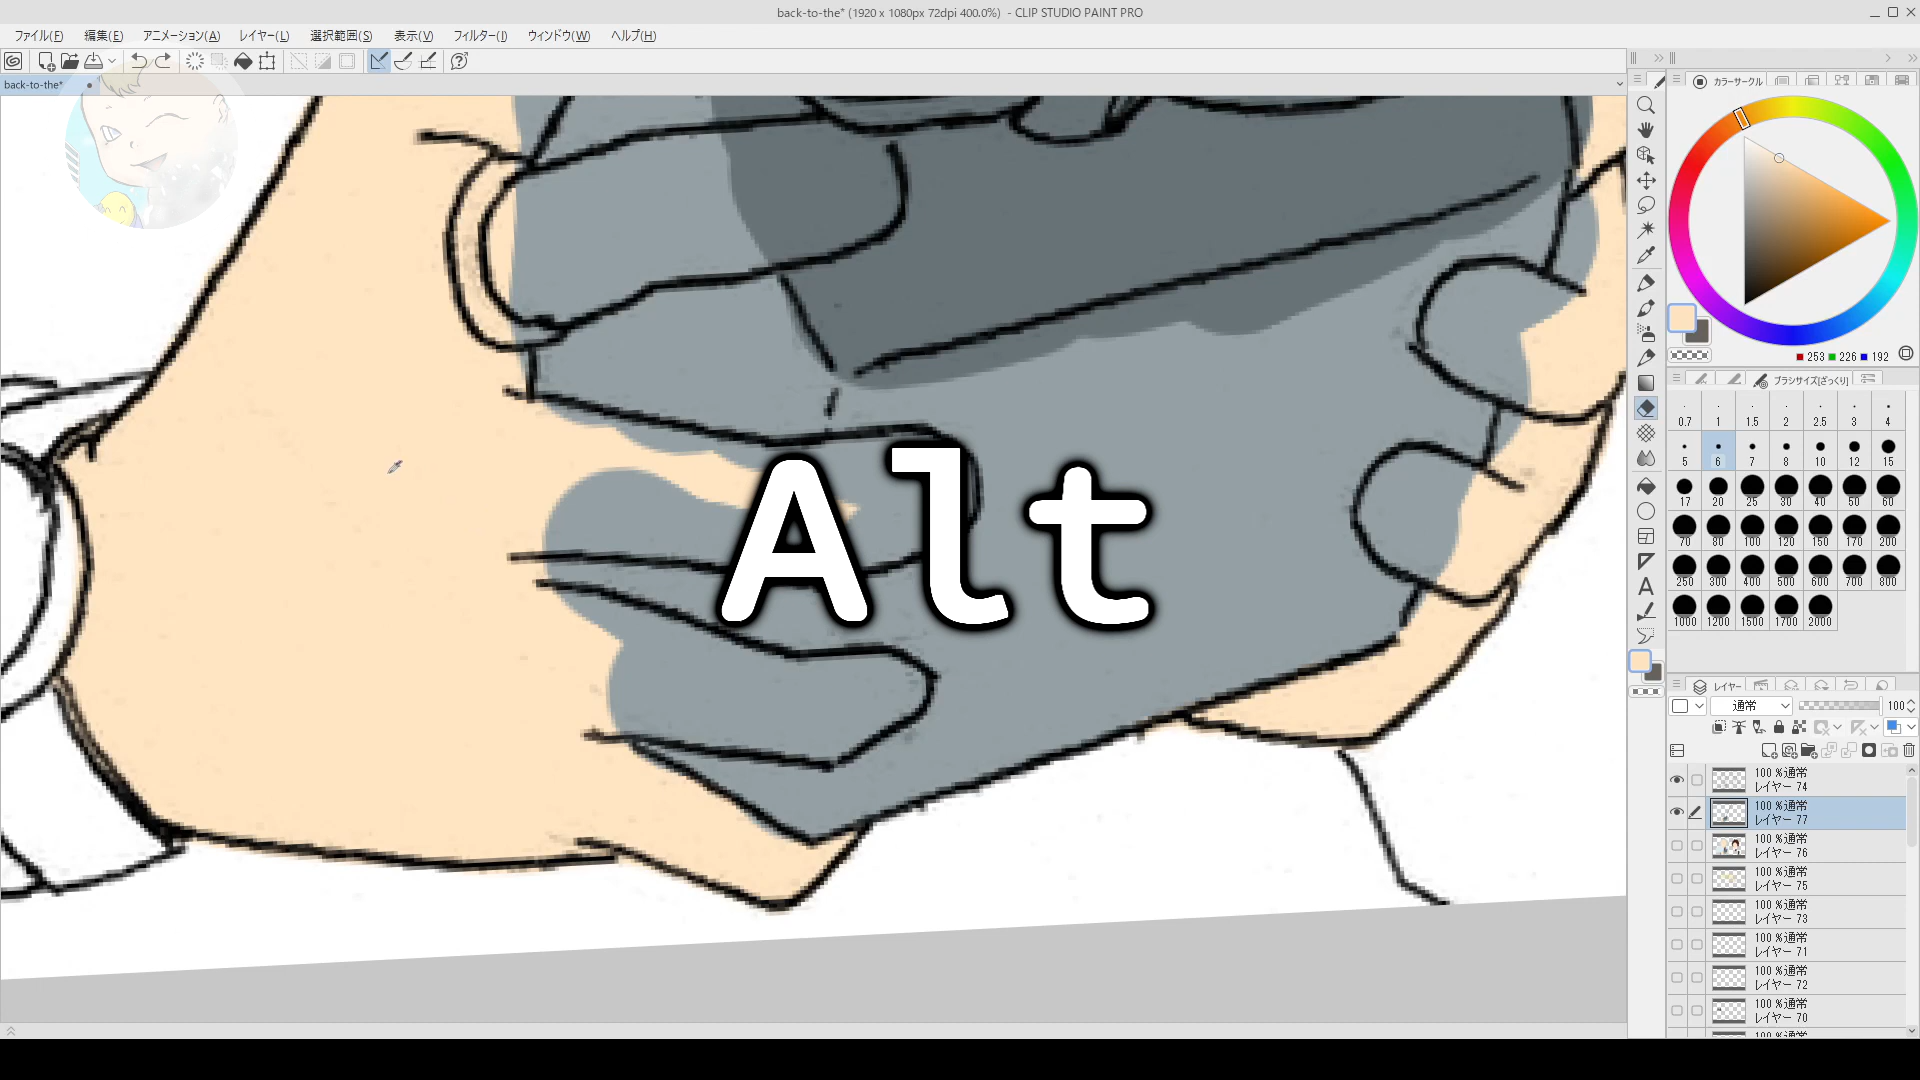 back-to-the* (1920 x 1080px 72dpi 400.0%) - CLIP STUDIO PAINT PRO
ファイル(F) 編集(E) アニメーション(A) レイヤー(L) 選択範囲(S) 表示(V) フィルター(I) ウィンドウ(W) ヘルプ(H)
back-to-the*
カラーサークル
253 226 192
ブラシサイズ[ざっくり]
0.7 1 1.5 2 2.5 3 4
5 6 7 8 10 12 15
17 20 25 30 40 50 60
70 80 100 120 150 170 200
250 300 400 500 600 700 800
1000 1200 1500 1700 2000
レイヤー
通常 100
100 %通常
レイヤー 74
100 %通常
レイヤー 77
100 %通常
レイヤー 76
100 %通常
レイヤー 75
100 %通常
レイヤー 73
100 %通常
レイヤー 71
100 %通常
レイヤー 72
100 %通常
レイヤー 70
Alt